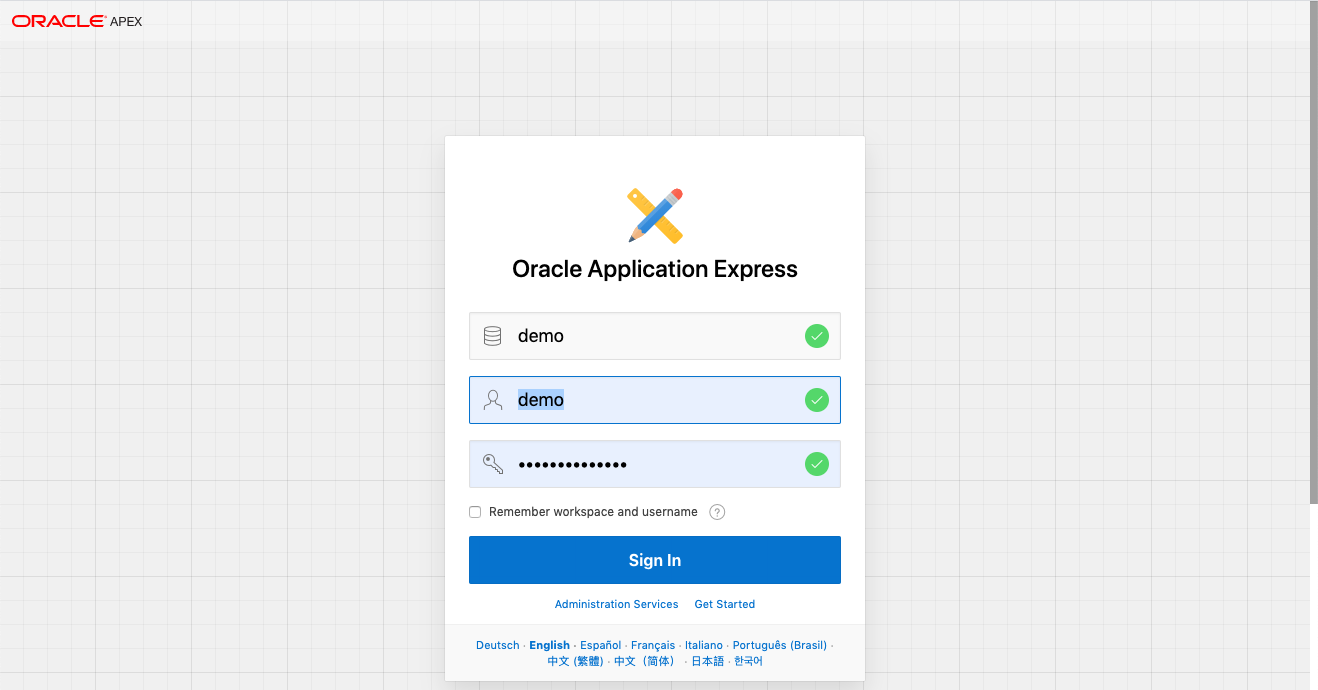 ORACLE APEX
Oracle Application Express
demo
demo
••••••••••••••
Remember workspace and username ?
Sign In
Administration Services Get Started
Deutsch · English · Español · Français · Italiano · Português (Brasil) ·
中文 (繁體) · 中文（简体） · 日本語 · 한국어